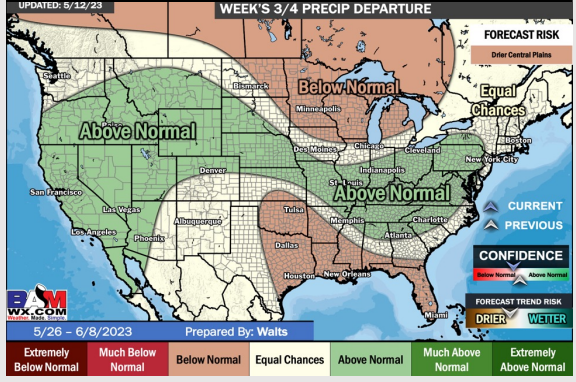 UPDATED: 5/12/23
WEEK'S 3/4 PRECIP DEPARTURE
FORECAST RISK
Drier Central Plains
Seattle
Bismarck
Below Normal
Minneapolis
Equal
Chances
Boise
Above Normal
Des Moines
Chicago
Cleveland
Boston
New York City
Denver
Indianapolis
St. Louis
Above Normal
San Francisco
Las Vegas
Tulsa
Memphis
Charlotte
Los Angeles
Phoenix
Albuquerque
Atlanta
Dallas
Houston
New Orleans
Miami
CURRENT
PREVIOUS
CONFIDENCE
Below Normal
Above Normal
FORECAST TREND RISK
DRIER
WETTER
BAM
WX.COM
Weather. Made. Simple.
5/26 – 6/8/2023
Prepared By: Walts
Extremely
Below Normal
Much Below
Normal
Below Normal
Equal Chances
Above Normal
Much Above
Normal
Extremely
Above Normal